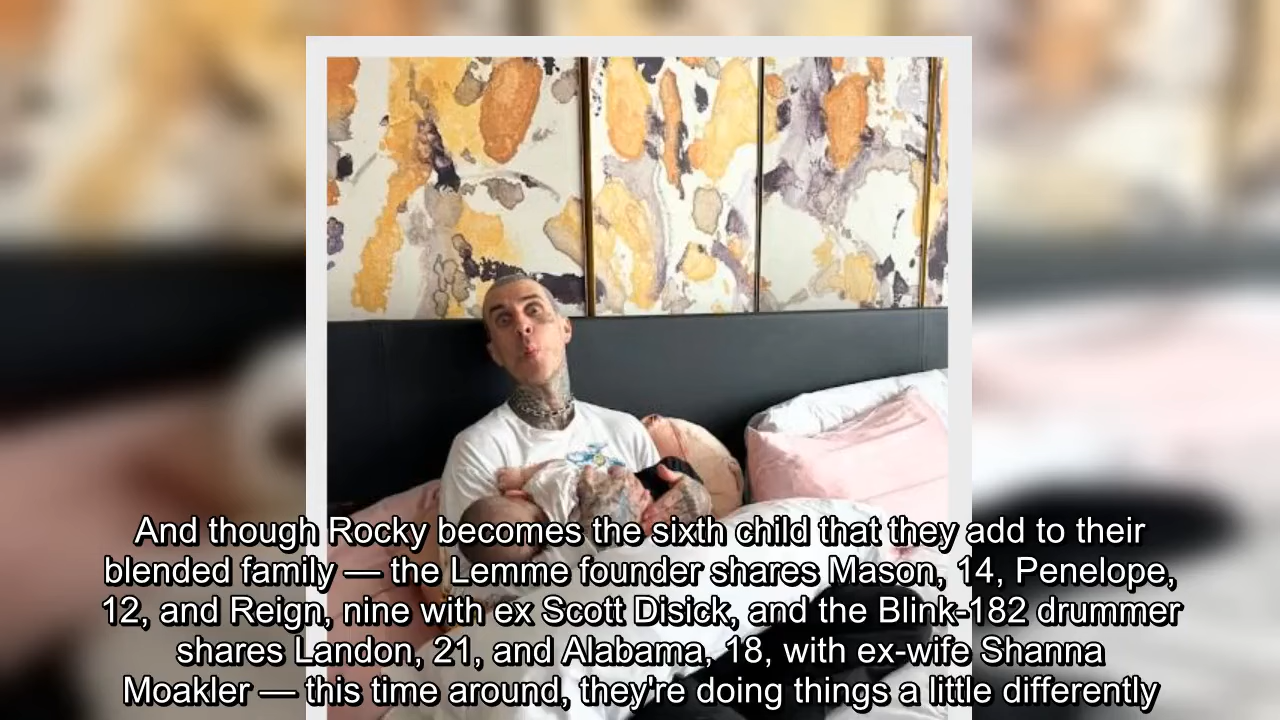 And though Rocky becomes the sixth child that they add to their
blended family — the Lemme founder shares Mason, 14, Penelope,
12, and Reign, nine with ex Scott Disick, and the Blink-182 drummer
shares Landon, 21, and Alabama, 18, with ex-wife Shanna
Moakler — this time around, they're doing things a little differently